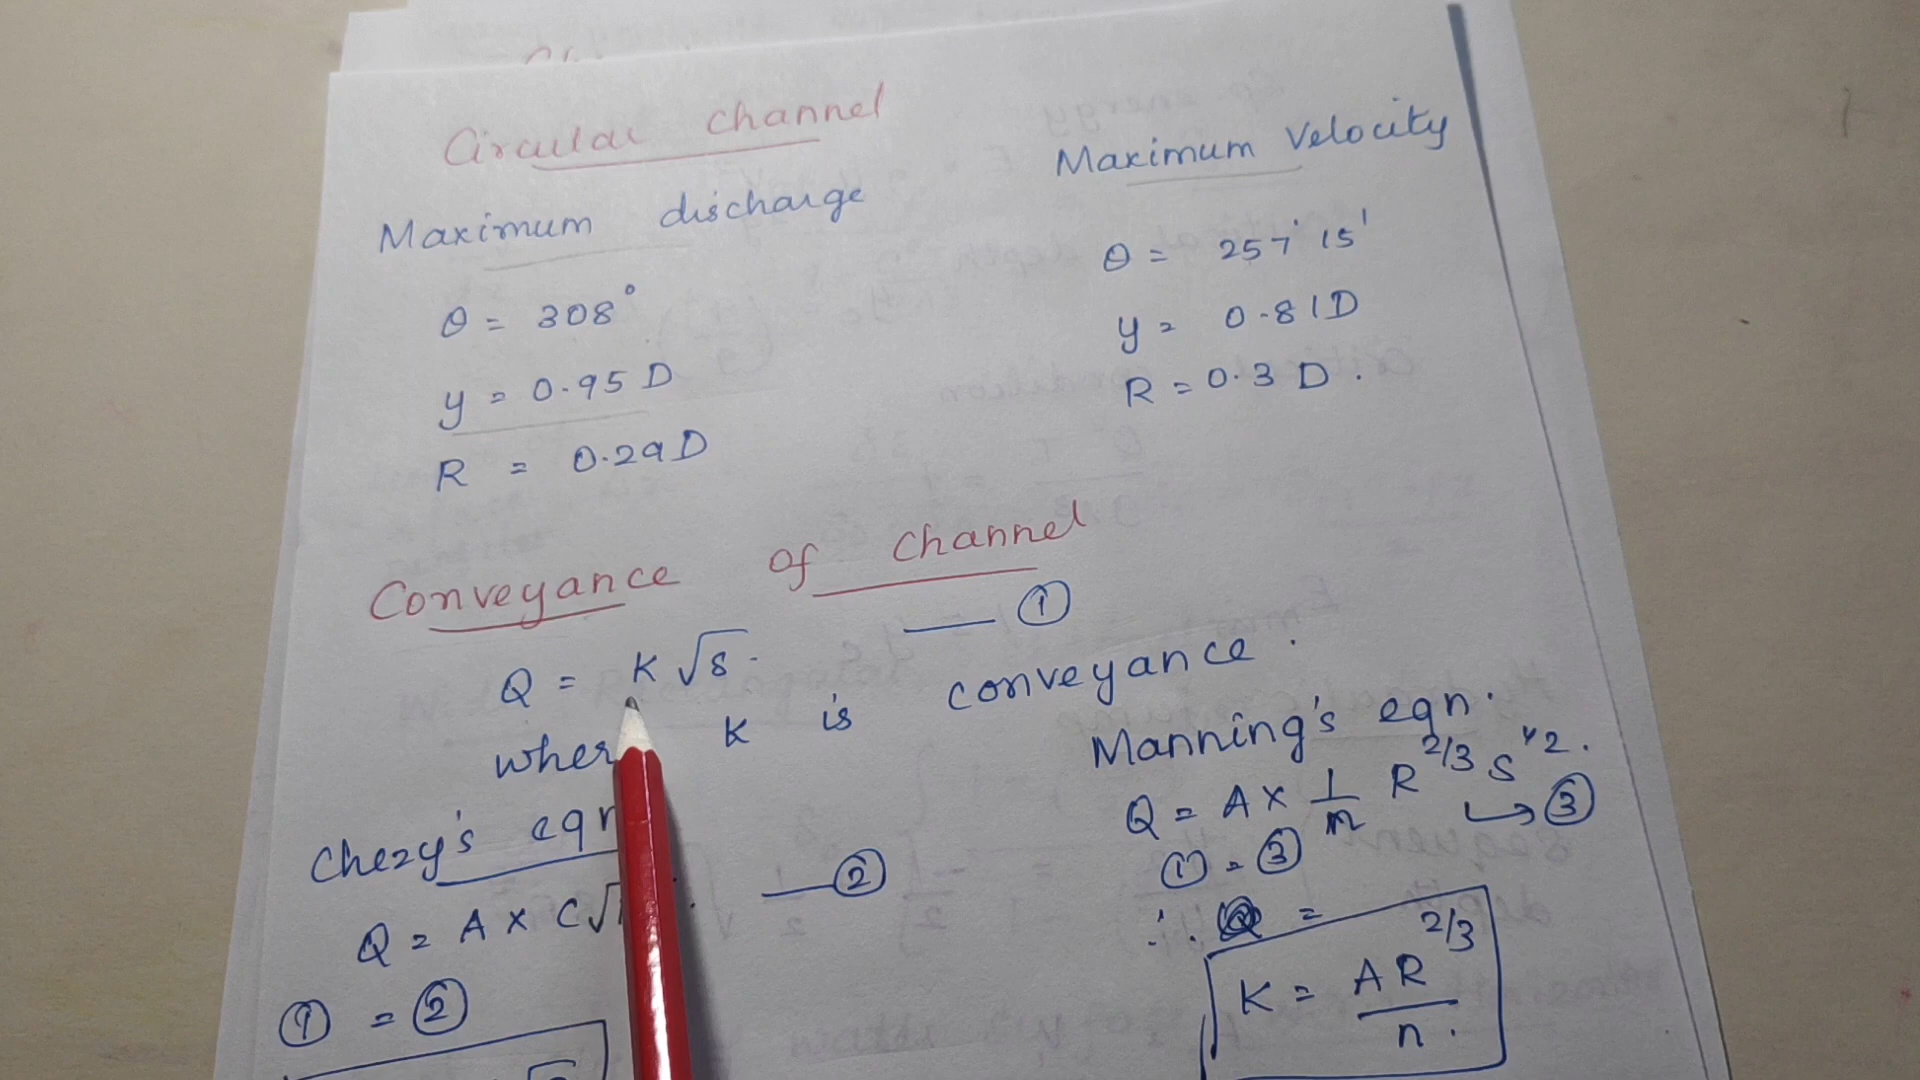 Circular channel
Maximum discharge
θ = 308°
y = 0.95 D
R = 0.29 D
Maximum Velocity
θ = 257° 15'
y = 0.81D
R = 0.3 D.
Conveyance of channel
Q = K √s. —— ①
K is conveyance.
Chezy's eqn
Q = A × C√ —— ②
① = ②
Manning's eqn.
Q = A × 1/n R^2/3 S^1/2.
↳ ③
① = ③
∴ =
K = AR^2/3 / n.